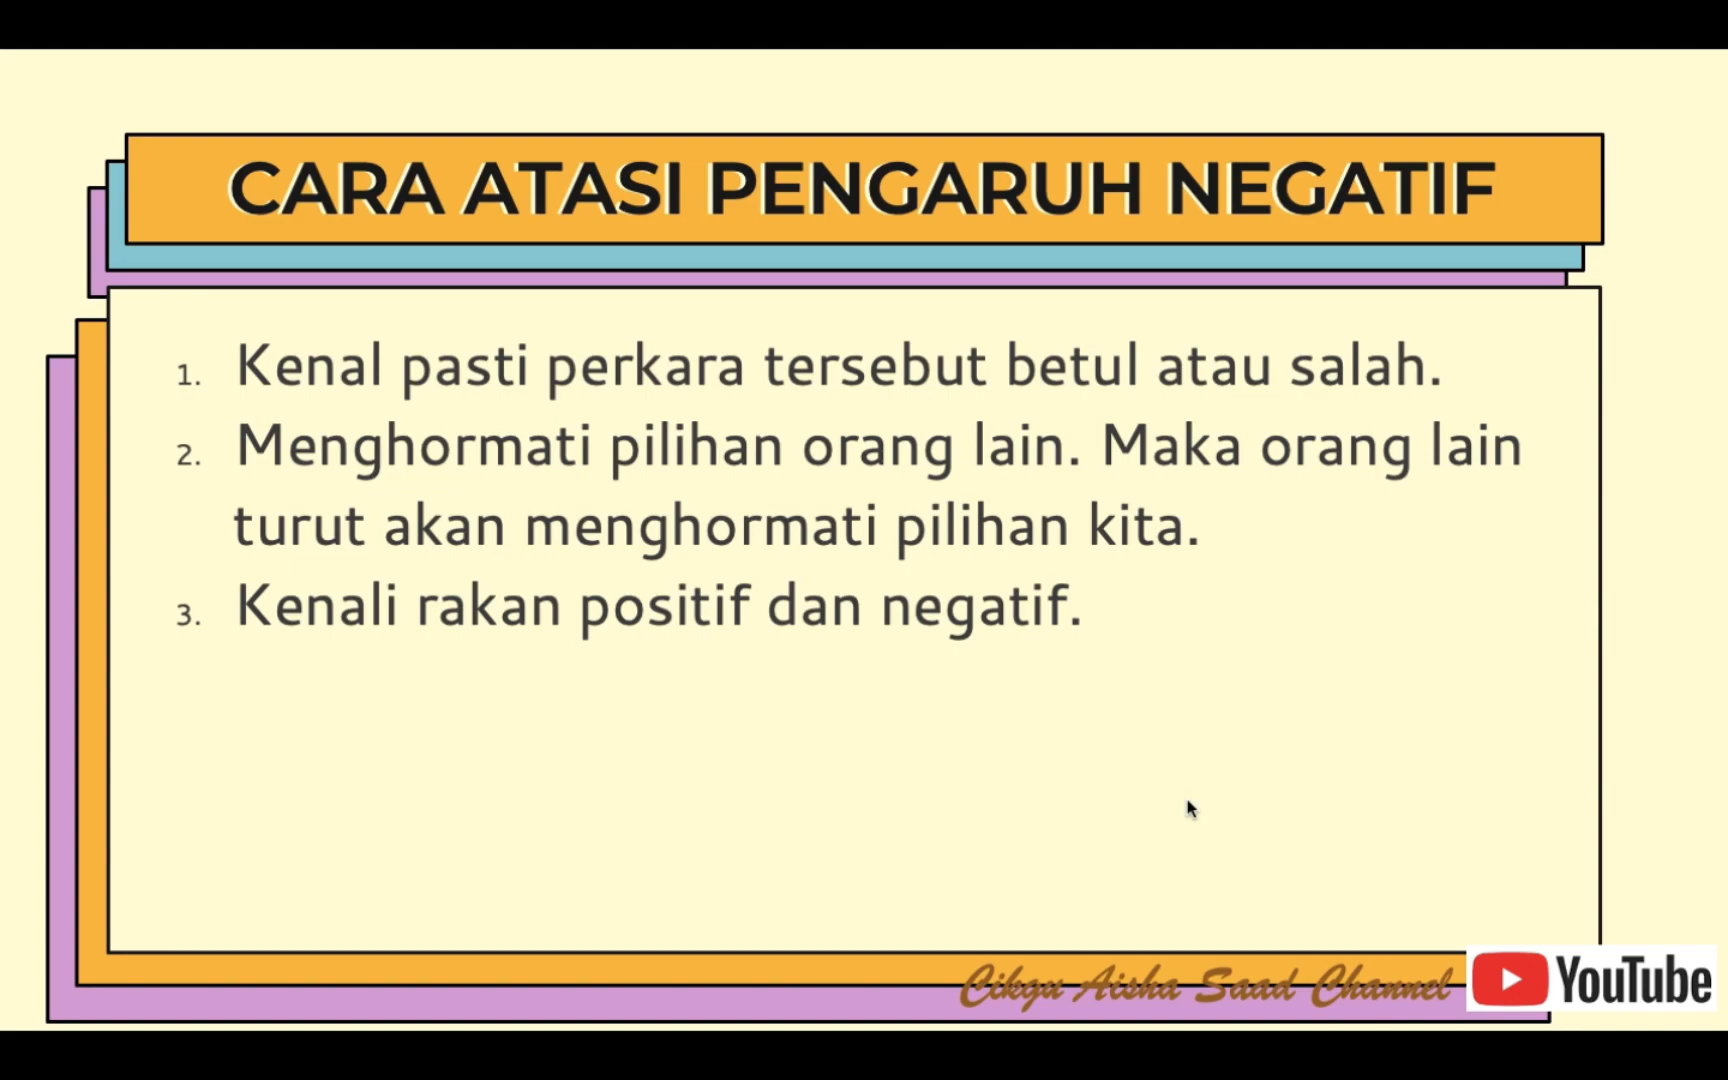 CARA ATASI PENGARUH NEGATIF
1. Kenal pasti perkara tersebut betul atau salah.
2. Menghormati pilihan orang lain. Maka orang lain
turut akan menghormati pilihan kita.
3. Kenali rakan positif dan negatif.
Cikgu Aisha Saad Channel YouTube